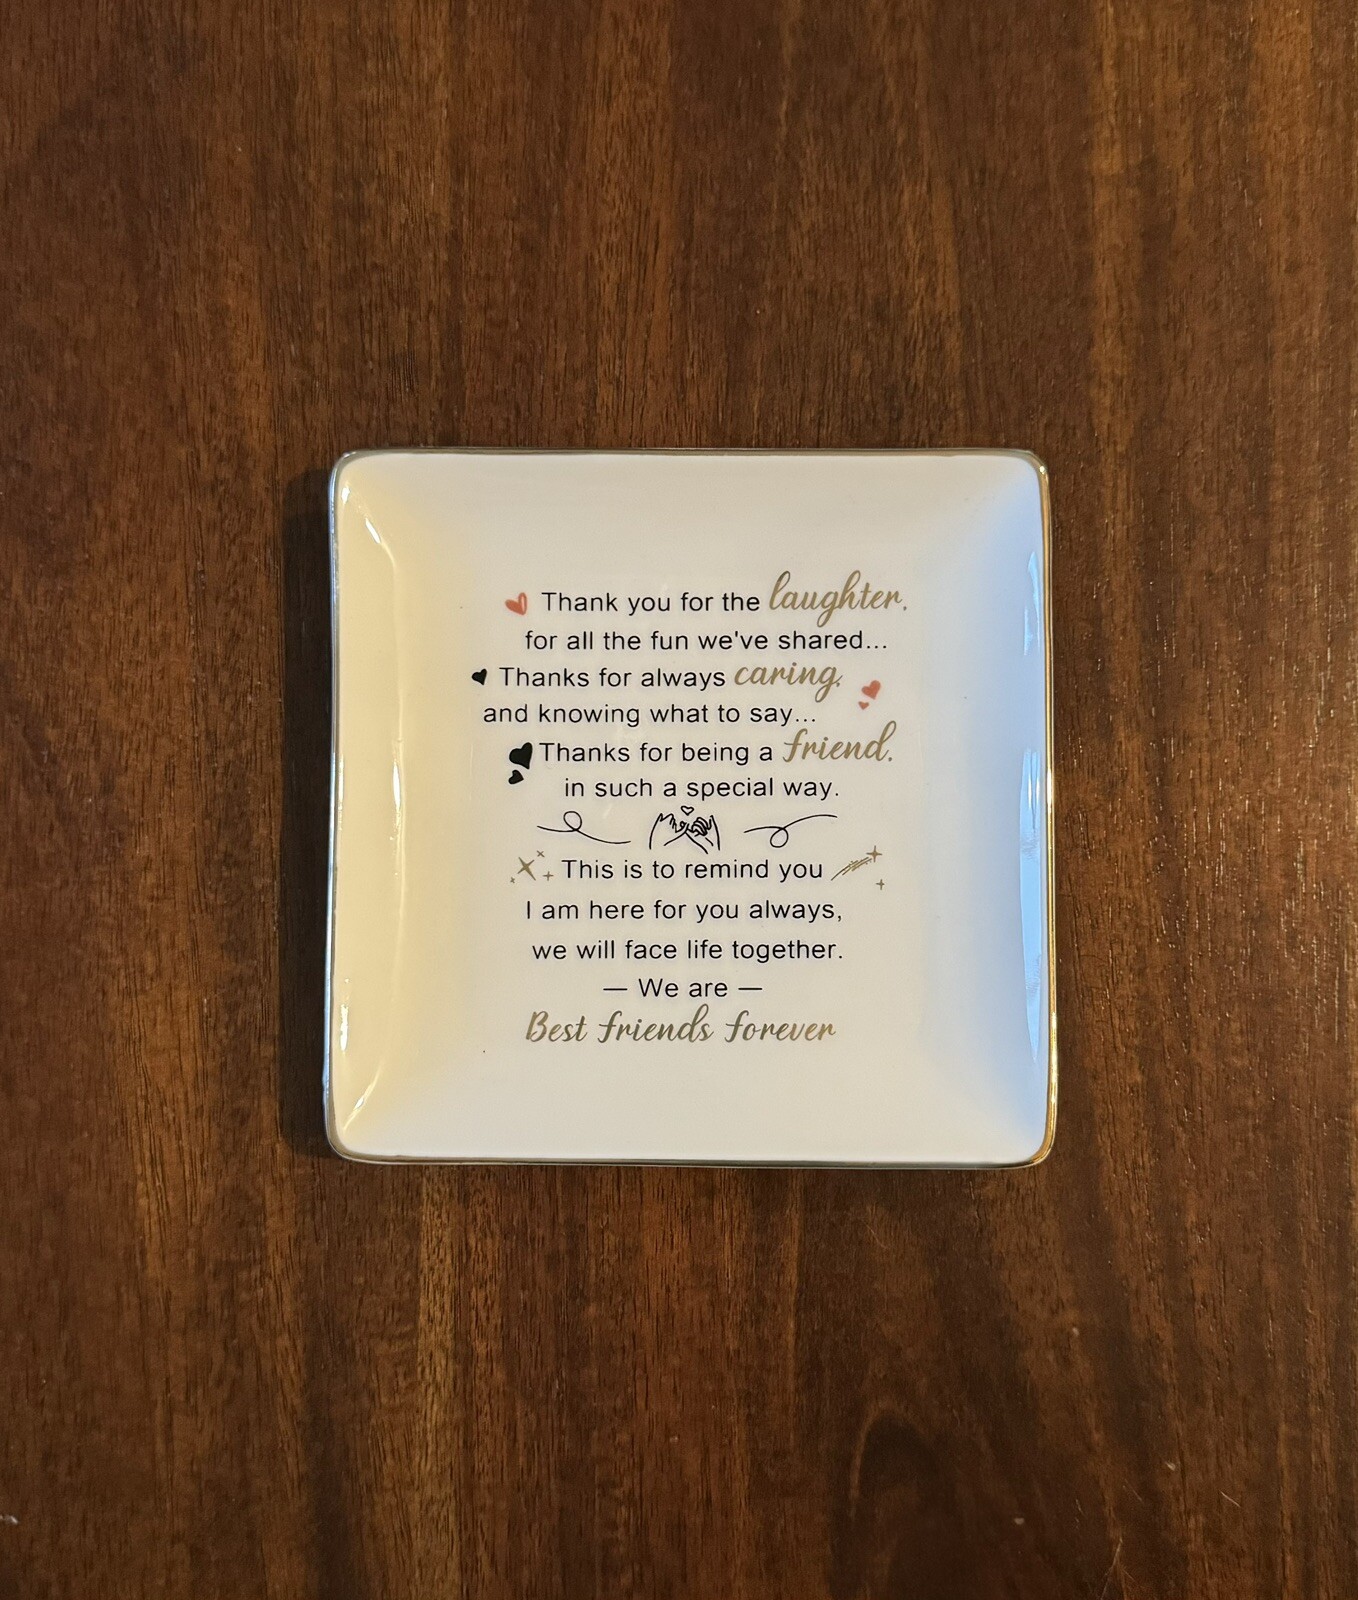 Thank you for the laughter,
for all the fun we've shared...
Thanks for always caring,
and knowing what to say...
Thanks for being a friend,
in such a special way.
This is to remind you
I am here for you always,
we will face life together.
— We are —
Best friends forever